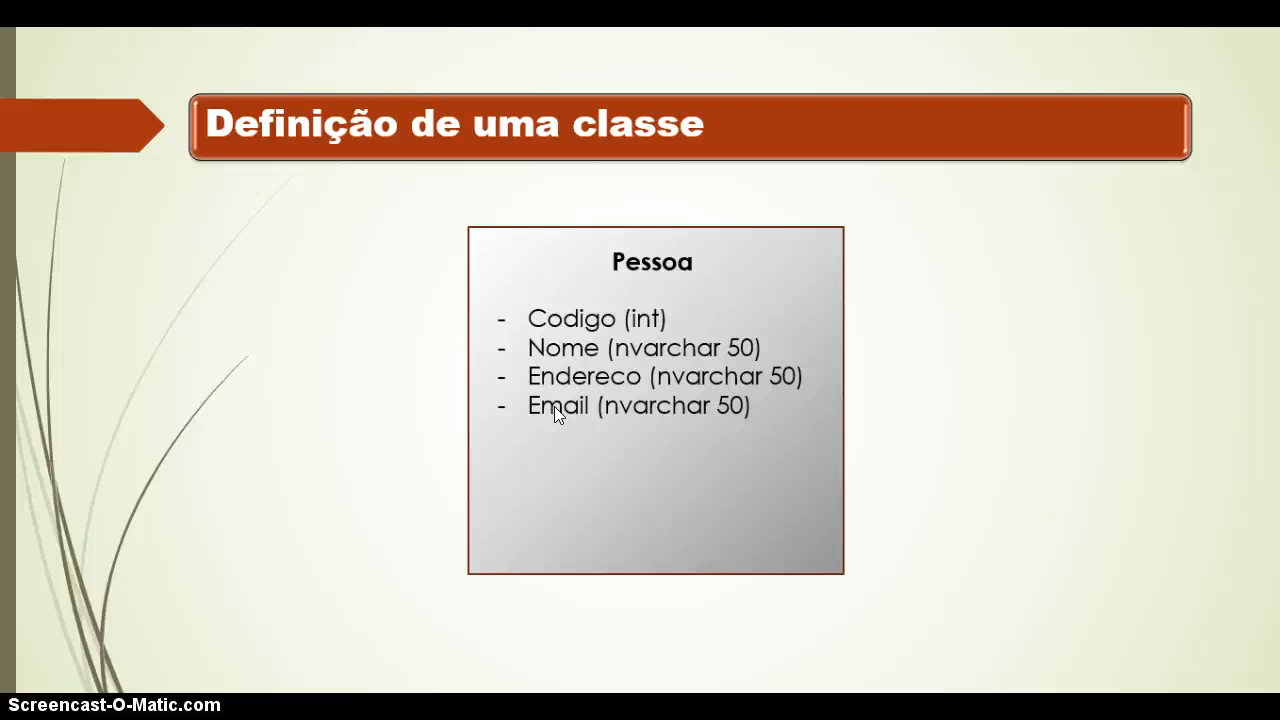 Definição de uma classe
Pessoa
- Codigo (int)
- Nome (nvarchar 50)
- Endereco (nvarchar 50)
- Email (nvarchar 50)
Screencast-O-Matic.com